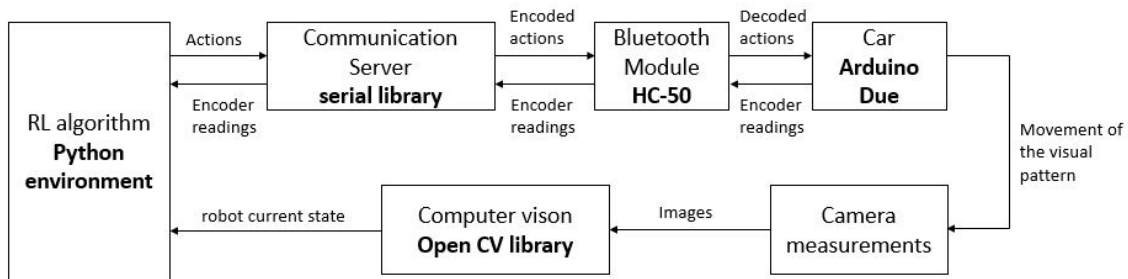 RL algorithm
Python
environment
Actions
Encoder
readings
Communication
Server
serial library
Encoded
actions
Encoder
readings
Bluetooth
Module
HC-50
Decoded
actions
Encoder
readings
Car
Arduino
Due
Movement of
the visual
pattern
Camera
measurements
Images
Computer vison
Open CV library
robot current state